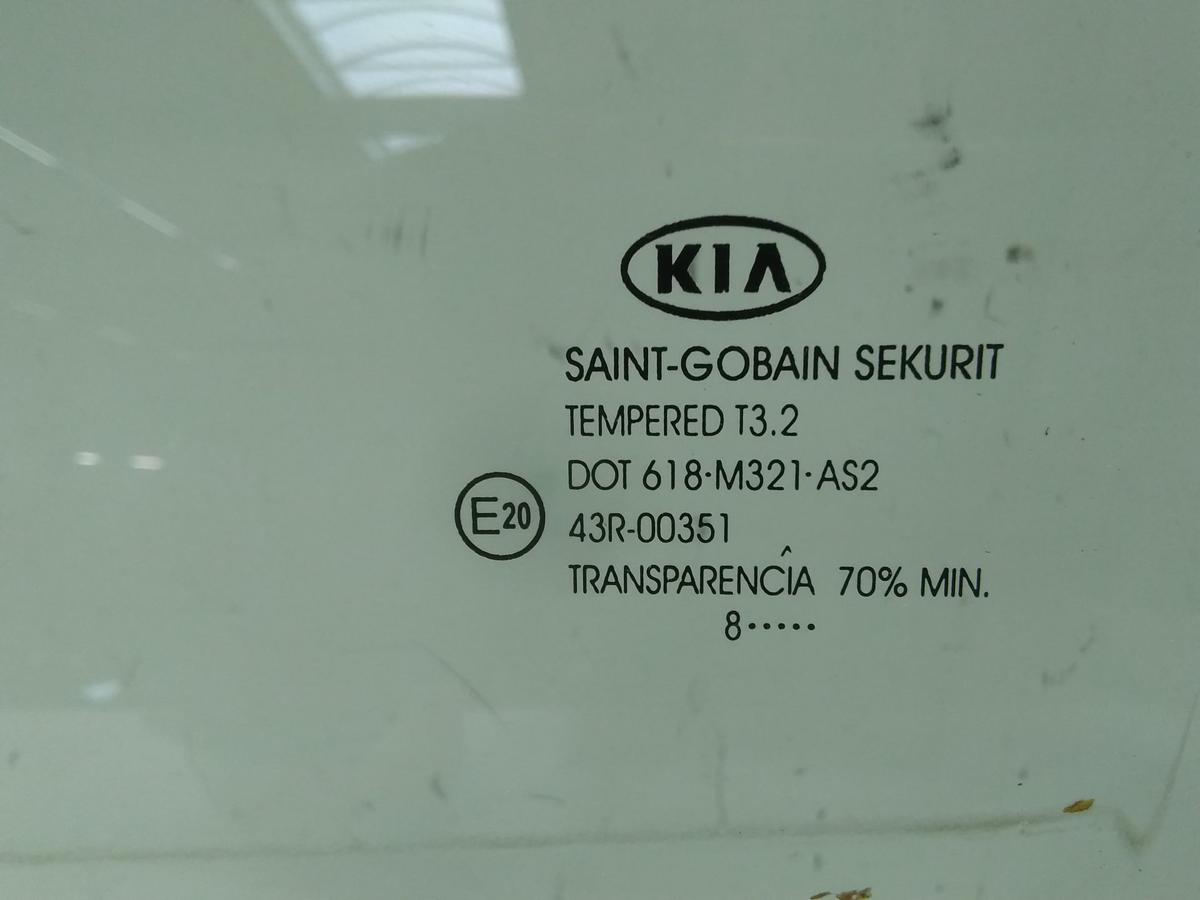 KIA
SAINT-GOBAIN SEKURIT
TEMPERED T3.2
DOT 618·M321·AS2
E20
43R-00351
TRANSPARENCÎA 70% MIN.
8·····